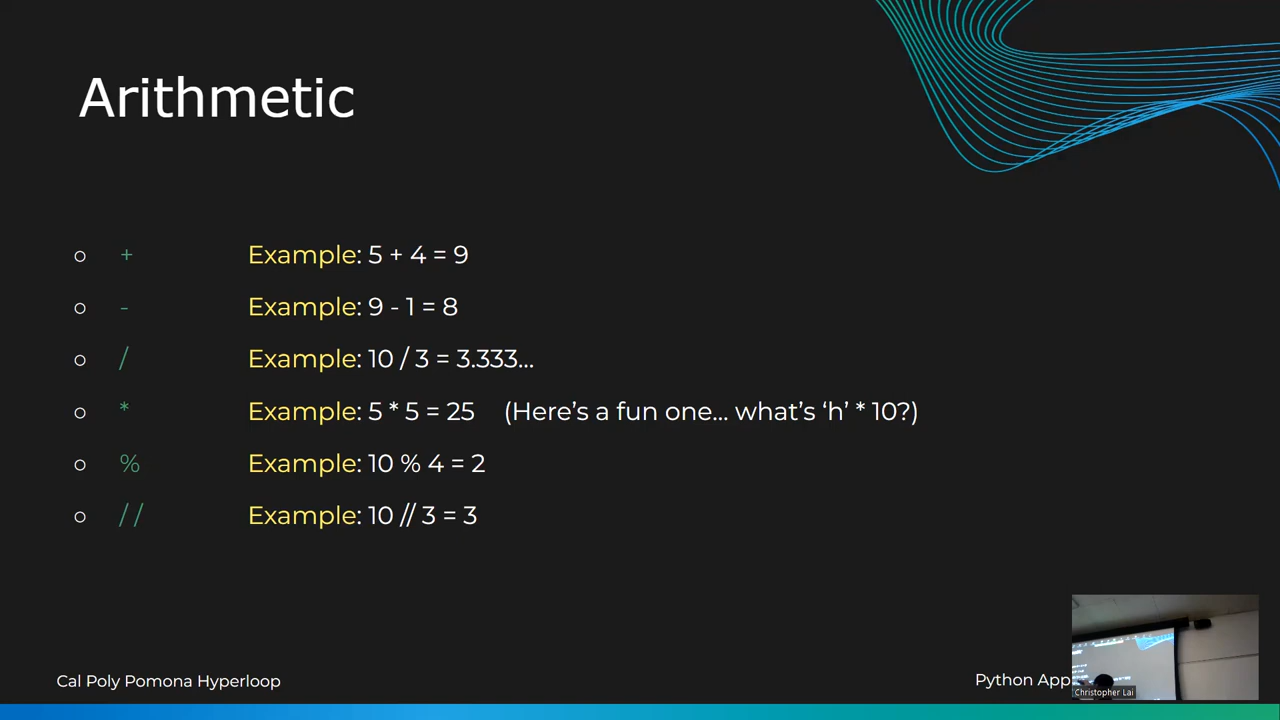 Arithmetic
+ Example: 5 + 4 = 9
- Example: 9 - 1 = 8
/ Example: 10 / 3 = 3.333...
* Example: 5 * 5 = 25 (Here’s a fun one... what’s ‘h’ * 10?)
% Example: 10 % 4 = 2
// Example: 10 // 3 = 3
Cal Poly Pomona Hyperloop
Python App
Christopher Lai